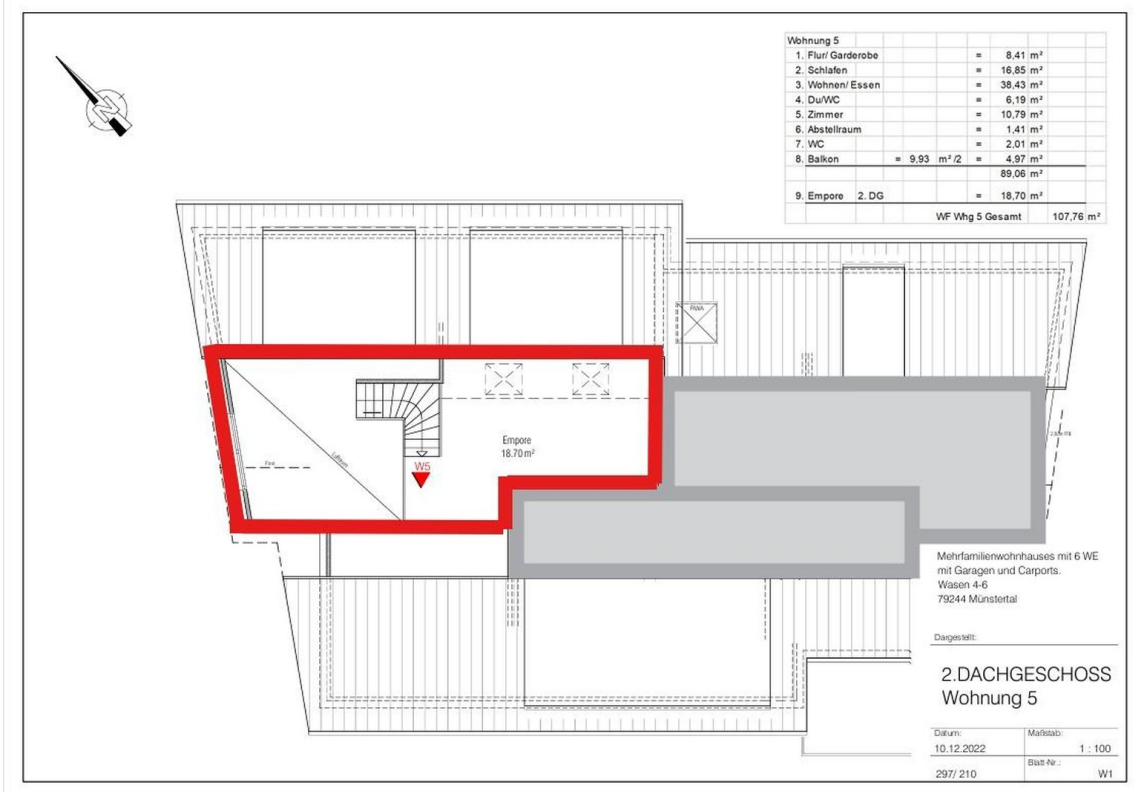 Wohnung 5
1. Flur/ Garderobe = 8,41 m²
2. Schlafen = 16,85 m²
3. Wohnen/ Essen = 38,43 m²
4. Du/WC = 6,19 m²
5. Zimmer = 10,79 m²
6. Abstellraum = 1,41 m²
7. WC = 2,01 m²
8. Balkon = 9,93 m²/2 = 4,97 m²
89,06 m²
9. Empore 2. DG = 18,70 m²
WF Whg 5 Gesamt 107,76 m²
N
RWA
Empore
18.70 m²
First
Luftraum
W5
Mehrfamilienwohnhauses mit 6 WE
mit Garagen und Carports.
Wasen 4-6
79244 Münstertal
Dargestellt:
2.DACHGESCHOSS
Wohnung 5
Datum: Maßstab:
10.12.2022 1 : 100
Blatt-Nr.:
297/ 210 W1